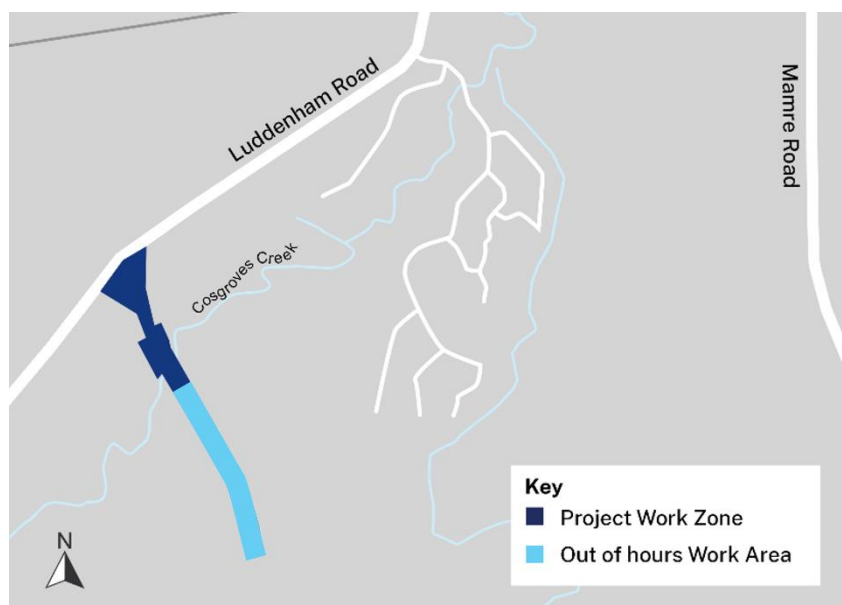 Luddenham Road
Mamre Road
Cosgroves Creek
Key
Project Work Zone
Out of hours Work Area
N